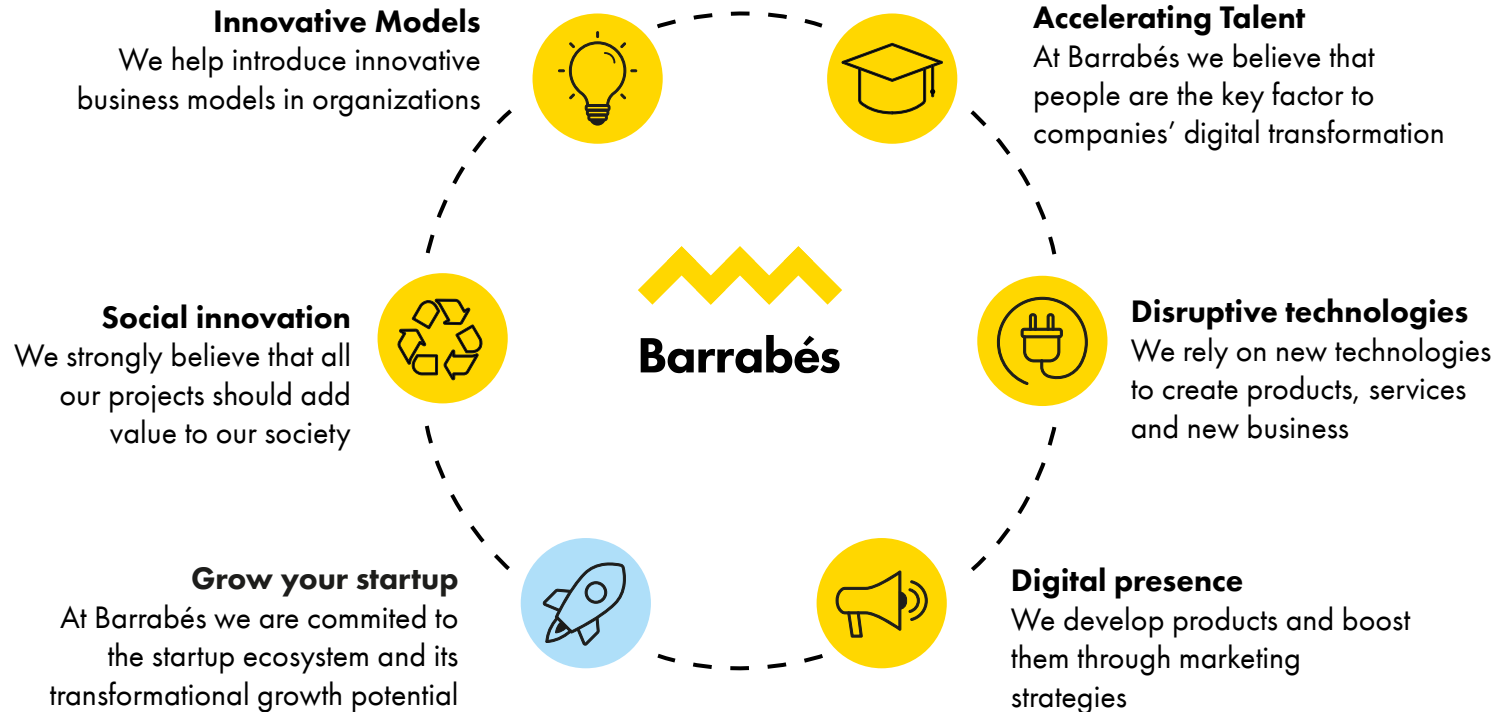 Innovative Models
We help introduce innovative
business models in organizations
Accelerating Talent
At Barrabés we believe that
people are the key factor to
companies’ digital transformation
Social innovation
We strongly believe that all
our projects should add
value to our society
Barrabés
Disruptive technologies
We rely on new technologies
to create products, services
and new business
Grow your startup
At Barrabés we are commited to
the startup ecosystem and its
transformational growth potential
Digital presence
We develop products and boost
them through marketing
strategies